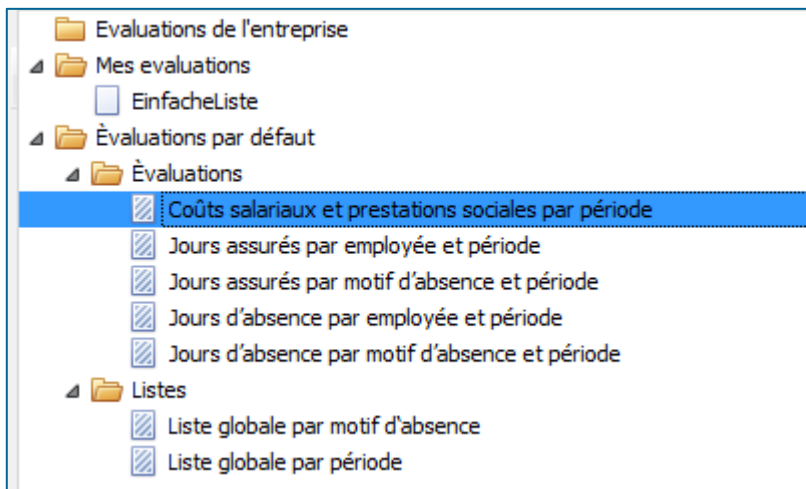 Evaluations de l'entreprise
Mes evaluations
EinfacheListe
Èvaluations par défaut
Èvaluations
Coûts salariaux et prestations sociales par période
Jours assurés par employée et période
Jours assurés par motif d’absence et période
Jours d’absence par employée et période
Jours d’absence par motif d’absence et période
Listes
Liste globale par motif d‘absence
Liste globale par période